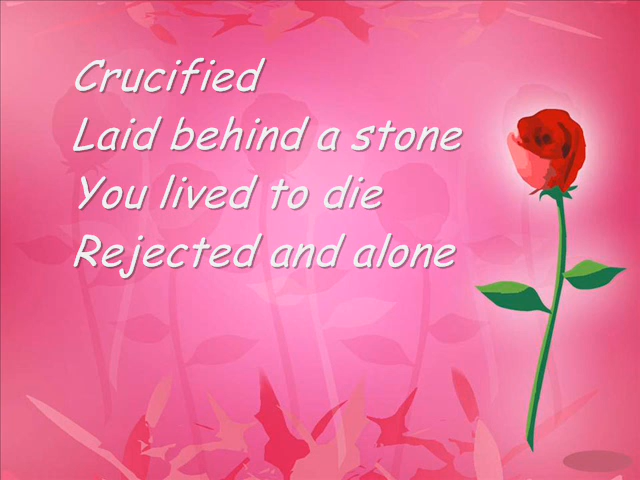 Crucified
Laid behind a stone
You lived to die
Rejected and alone